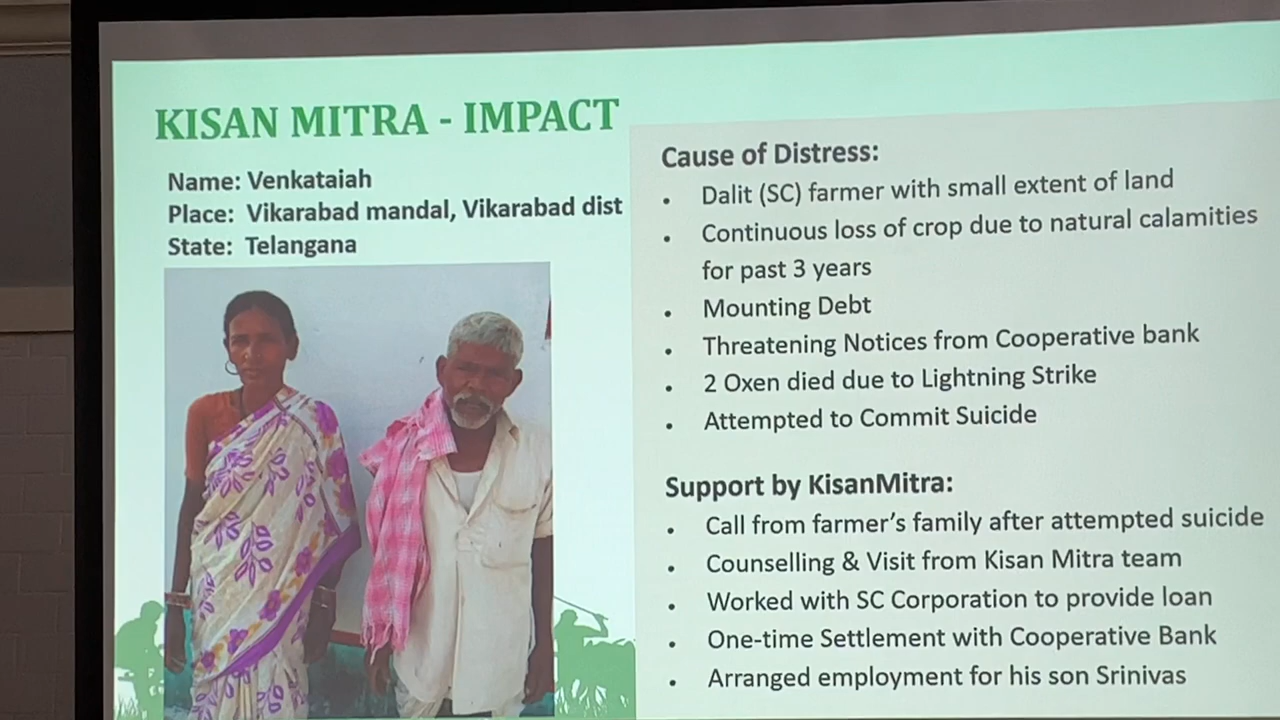 KISAN MITRA - IMPACT
Name: Venkataiah
Place: Vikarabad mandal, Vikarabad dist
State: Telangana
Cause of Distress:
• Dalit (SC) farmer with small extent of land
• Continuous loss of crop due to natural calamities
for past 3 years
• Mounting Debt
• Threatening Notices from Cooperative bank
• 2 Oxen died due to Lightning Strike
• Attempted to Commit Suicide
Support by KisanMitra:
• Call from farmer's family after attempted suicide
• Counselling & Visit from Kisan Mitra team
• Worked with SC Corporation to provide loan
• One-time Settlement with Cooperative Bank
• Arranged employment for his son Srinivas